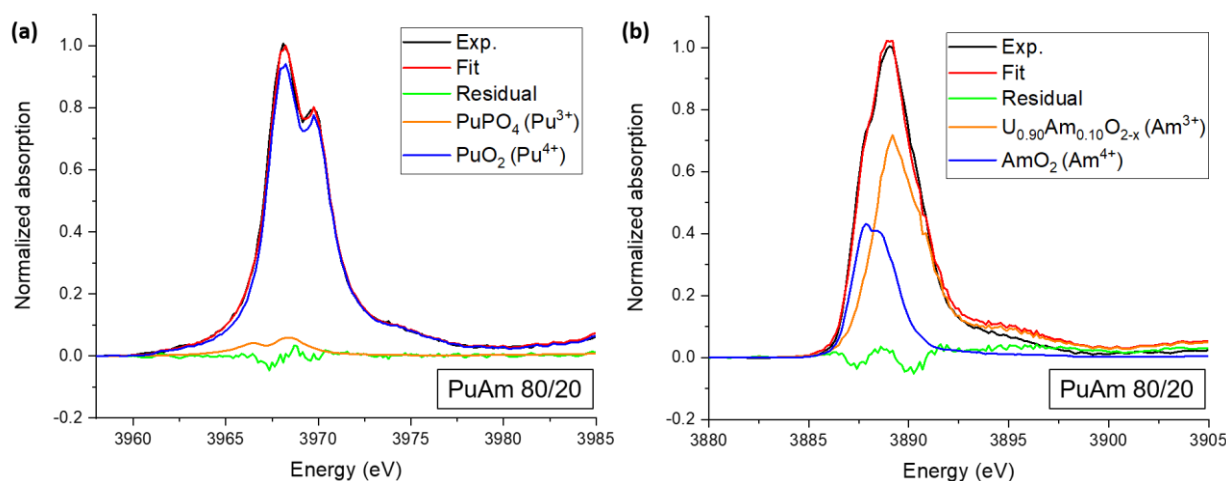 (a)
Normalized absorption
1.0
0.8
0.6
0.4
0.2
0.0
-0.2
Exp.
Fit
Residual
PuPO₄ (Pu³⁺)
PuO₂ (Pu⁴⁺)
PuAm 80/20
3960 3965 3970 3975 3980 3985
Energy (eV)
(b)
Normalized absorption
1.0
0.8
0.6
0.4
0.2
0.0
-0.2
Exp.
Fit
Residual
U₀.₉₀Am₀.₁₀O₂₋ₓ (Am³⁺)
AmO₂ (Am⁴⁺)
PuAm 80/20
3880 3885 3890 3895 3900 3905
Energy (eV)